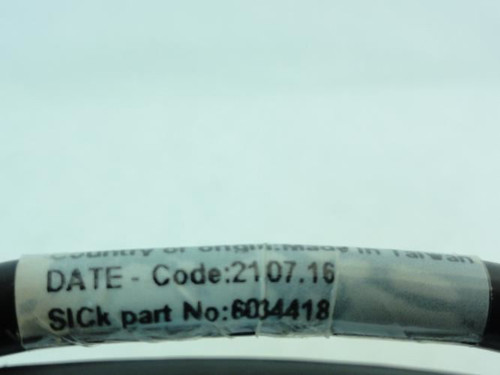 Country of origin:Made in Taiwan
DATE - Code:21.07.16
SICk part No:6034418